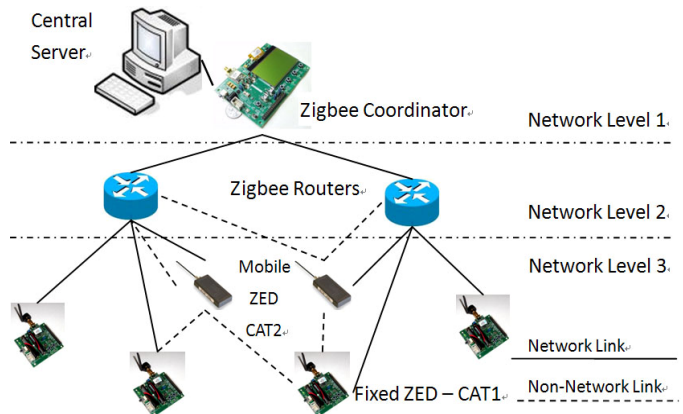 Central
Server
Zigbee Coordinator
Network Level 1
Zigbee Routers
Network Level 2
Mobile
ZED
CAT2
Network Level 3
Network Link
Fixed ZED – CAT1
Non-Network Link